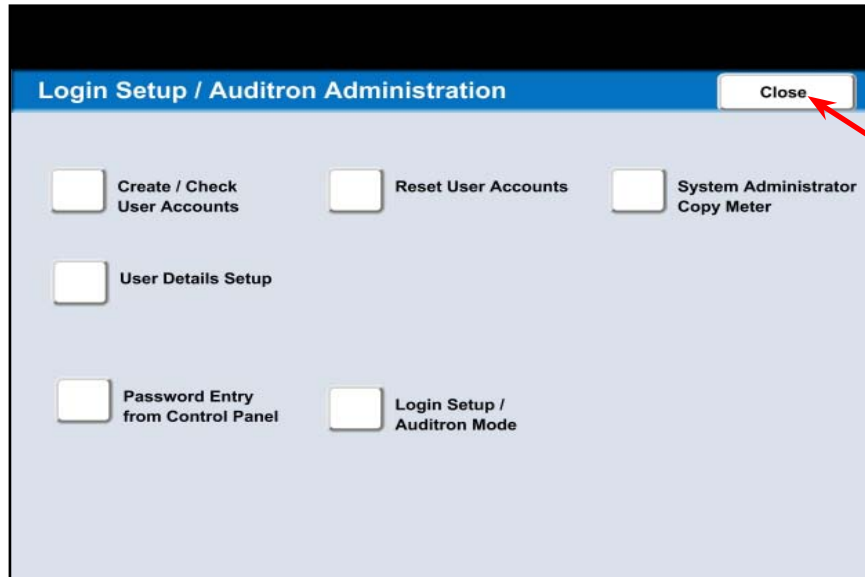 Login Setup / Auditron Administration
Close
Create / Check
User Accounts
Reset User Accounts
System Administrator
Copy Meter
User Details Setup
Password Entry
from Control Panel
Login Setup /
Auditron Mode